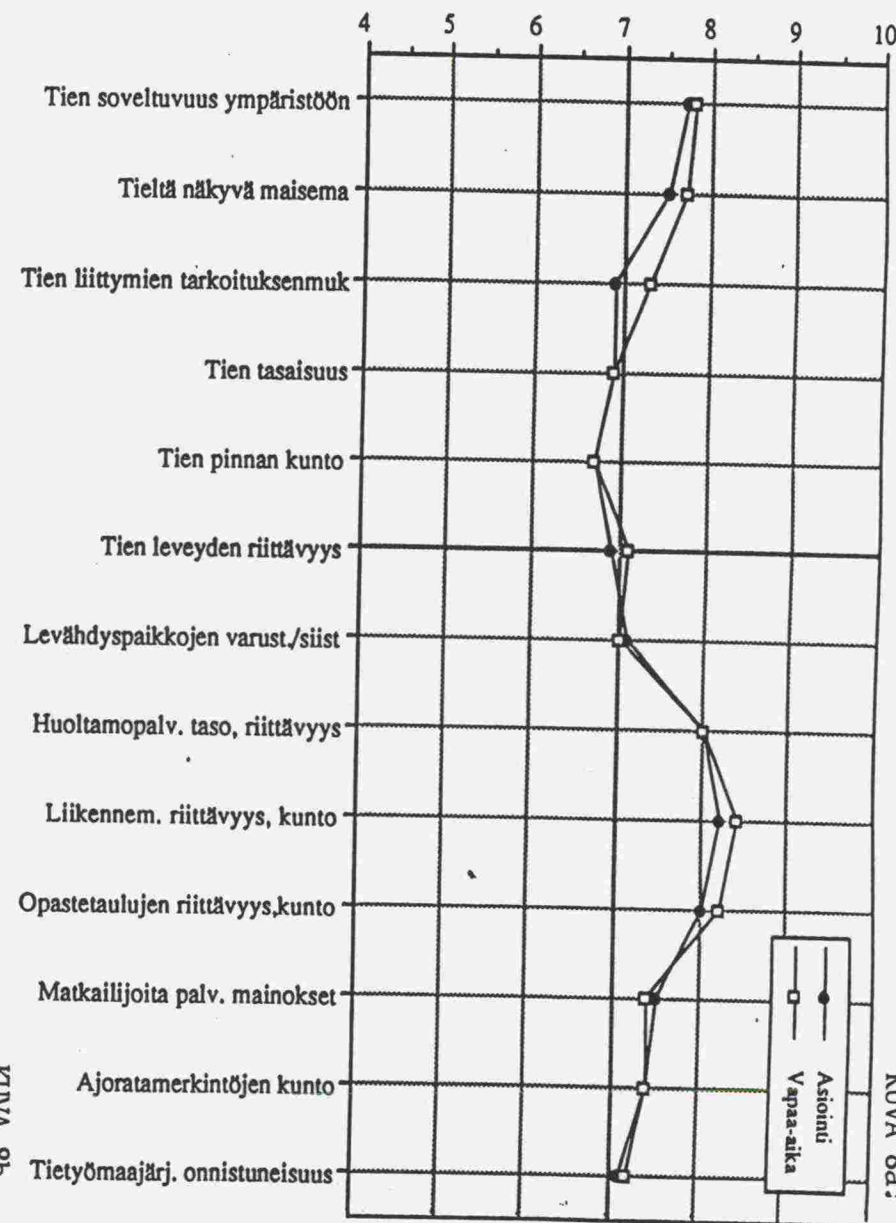 4 5 6 7 8 9 10
Tien soveltuvuus ympäristöön
Tieltä näkyvä maisema
Tien liittymien tarkoituksenmuk
Tien tasaisuus
Tien pinnan kunto
Tien leveyden riittävyys
Levähdyspaikkojen varust./siist
Huoltamopalv. taso, riittävyys
Liikennem. riittävyys, kunto
Opastetaulujen riittävyys,kunto
Matkailijoita palv. mainokset
Ajoratamerkintöjen kunto
Tietyömaajärj. onnistuneisuus
Asiointi
Vapaa-aika
KUVA
KUVA